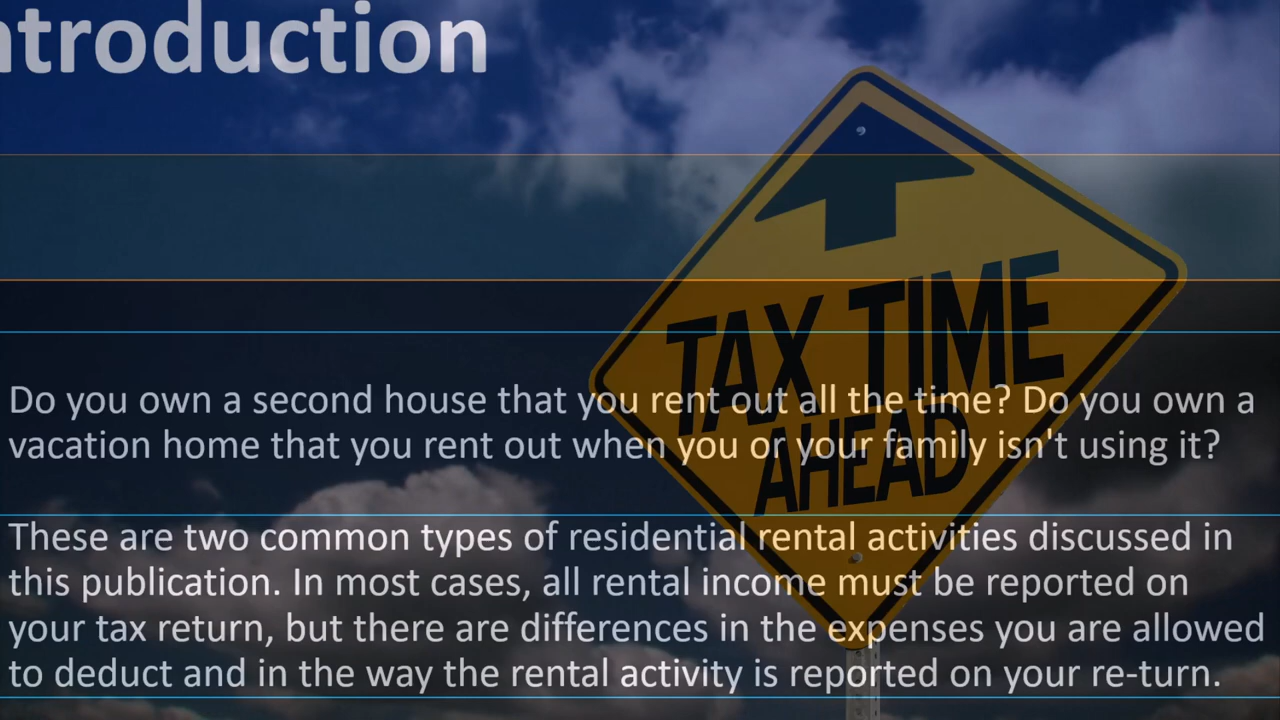 ntroduction
TAX TIME
AHEAD
Do you own a second house that you rent out all the time? Do you own a
vacation home that you rent out when you or your family isn't using it?
These are two common types of residential rental activities discussed in
this publication. In most cases, all rental income must be reported on
your tax return, but there are differences in the expenses you are allowed
to deduct and in the way the rental activity is reported on your re-turn.